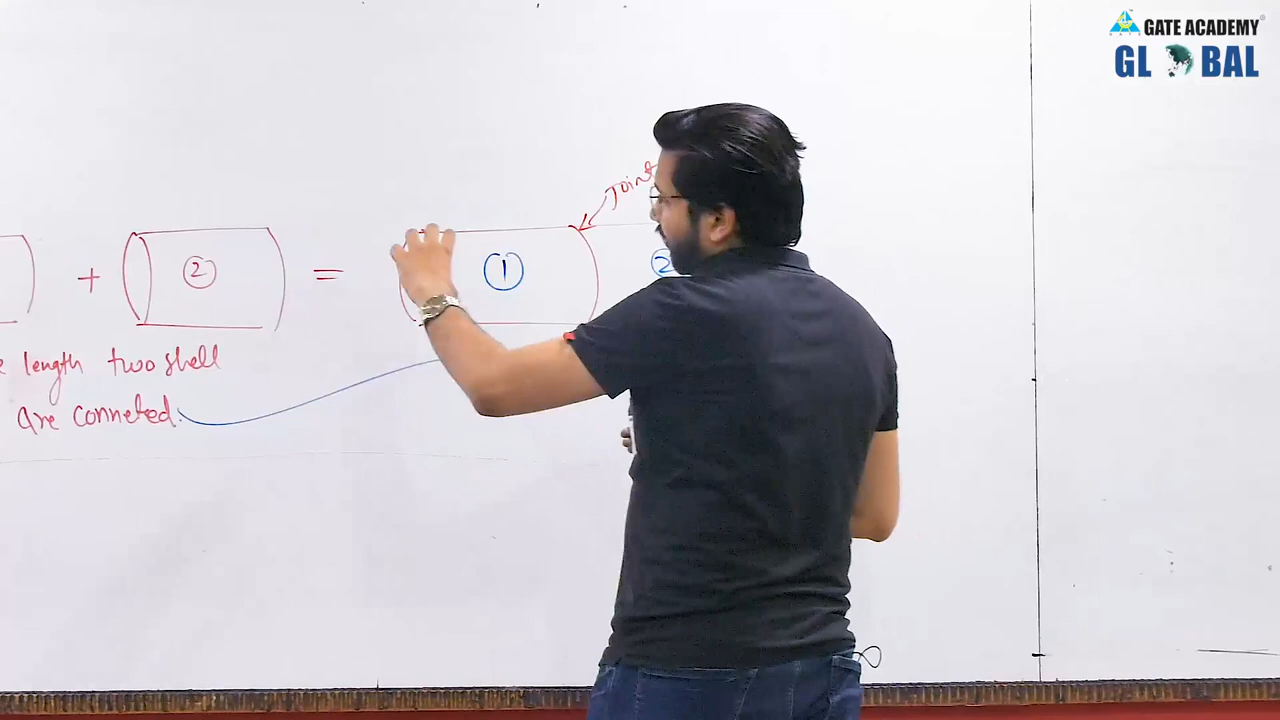 GATE ACADEMY
GLOBAL
Joint
+ ② = ① ②
length two shell
are conneted.